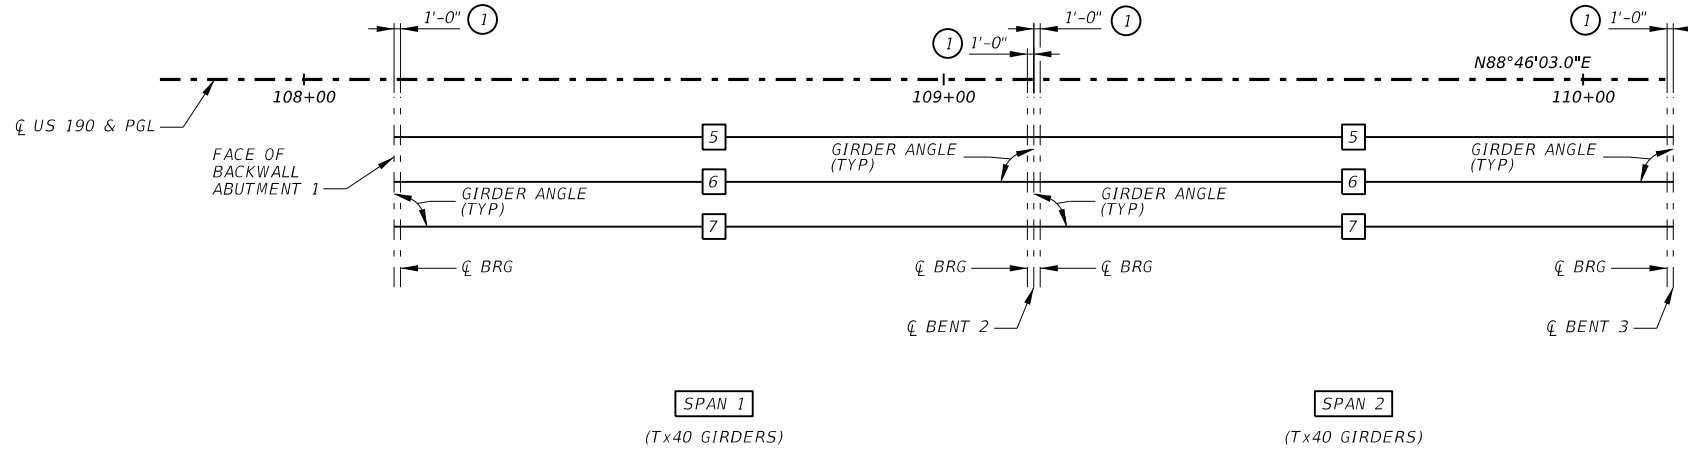 1'-0" 1
1'-0" 1
1 1'-0"
1 1'-0"
N88°46'03.0"E
108+00
109+00
110+00
℄ US 190 & PGL
FACE OF
BACKWALL
ABUTMENT 1
5
5
GIRDER ANGLE
(TYP)
GIRDER ANGLE
(TYP)
6
6
GIRDER ANGLE
(TYP)
GIRDER ANGLE
(TYP)
7
7
℄ BRG
℄ BRG
℄ BRG
℄ BRG
℄ BENT 2
℄ BENT 3
SPAN 1
(Tx40 GIRDERS)
SPAN 2
(Tx40 GIRDERS)